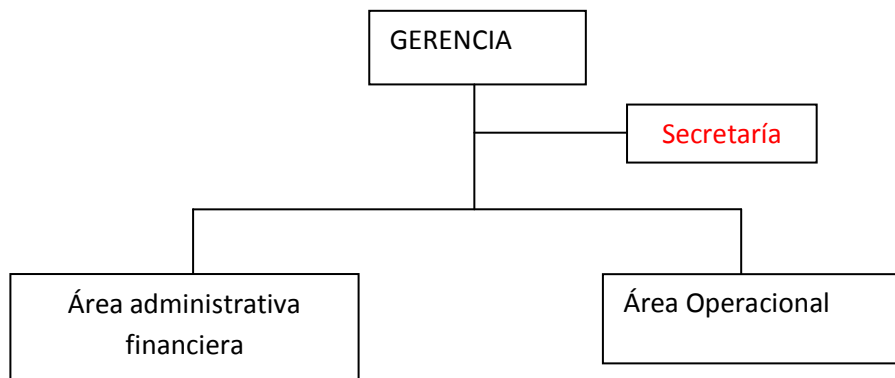 GERENCIA
Secretaría
Área administrativa
financiera
Área Operacional